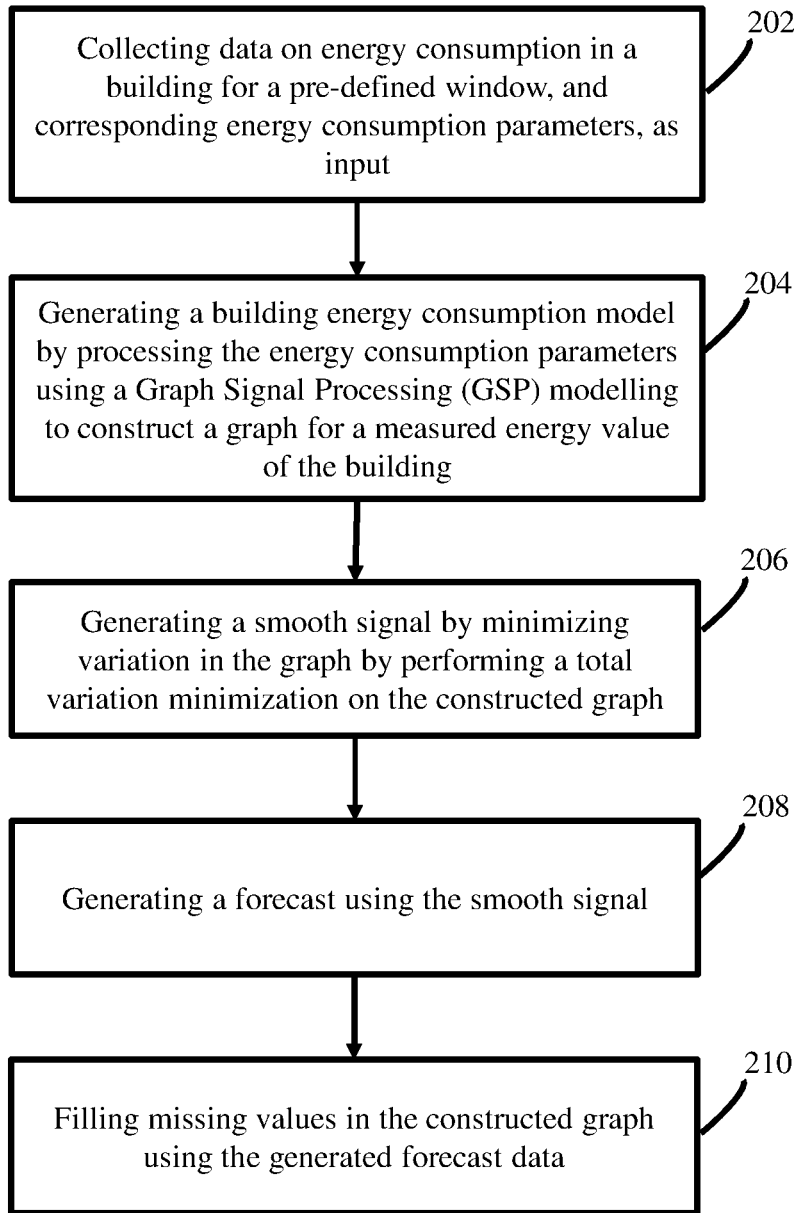 202
Collecting data on energy consumption in a
building for a pre-defined window, and
corresponding energy consumption parameters, as
input
204
Generating a building energy consumption model
by processing the energy consumption parameters
using a Graph Signal Processing (GSP) modelling
to construct a graph for a measured energy value
of the building
206
Generating a smooth signal by minimizing
variation in the graph by performing a total
variation minimization on the constructed graph
208
Generating a forecast using the smooth signal
210
Filling missing values in the constructed graph
using the generated forecast data